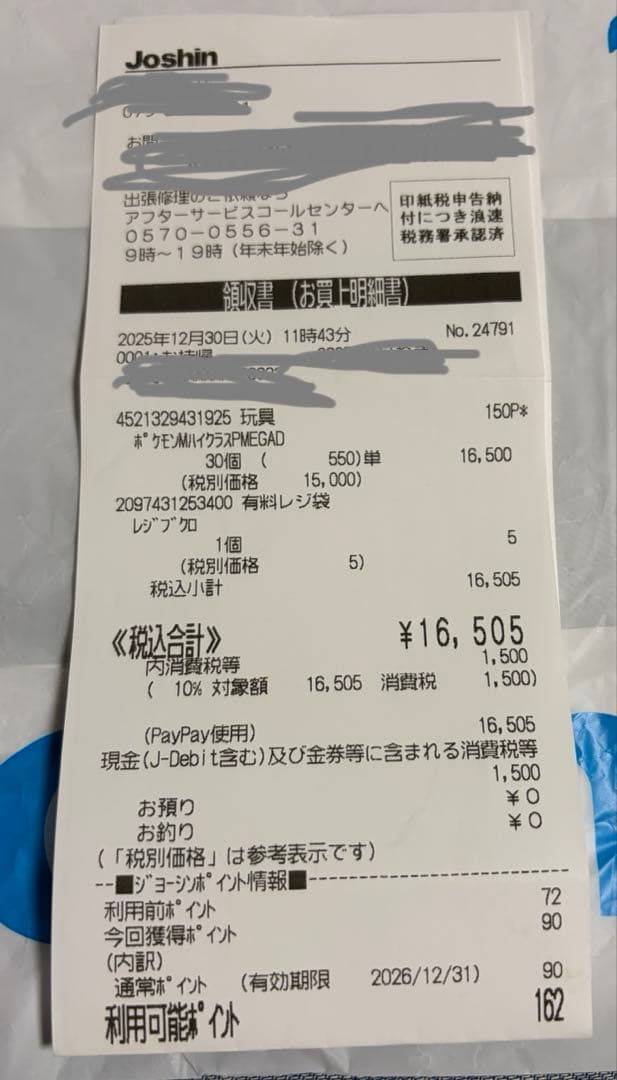 Joshin
出張修理のご依頼なら
アフターサービスコールセンターへ
0570-0556-31
9時～19時(年末年始除く)
印紙税申告納
付につき浪速
税務署承認済
領収書 (お買上明細書)
2025年12月30日(火) 11時43分 No.24791
4521329431925 玩具 150P*
ポケモンMハイクラスPMEGAD
30個 ( 550)単 16,500
(税別価格 15,000)
2097431253400 有料レジ袋
レジブクロ
1個 5
(税別価格 5)
税込小計 16,505
《税込合計》 ¥16,505
内消費税等 1,500
( 10% 対象額 16,505 消費税 1,500)
(PayPay使用) 16,505
現金(J-Debit含む)及び金券等に含まれる消費税等
1,500
お預り ¥0
お釣り ¥0
(「税別価格」は参考表示です)
--■ジョーシンポイント情報■--------------------
利用前ポイント 72
今回獲得ポイント 90
(内訳)
通常ポイント (有効期限 2026/12/31) 90
利用可能ポイント 162